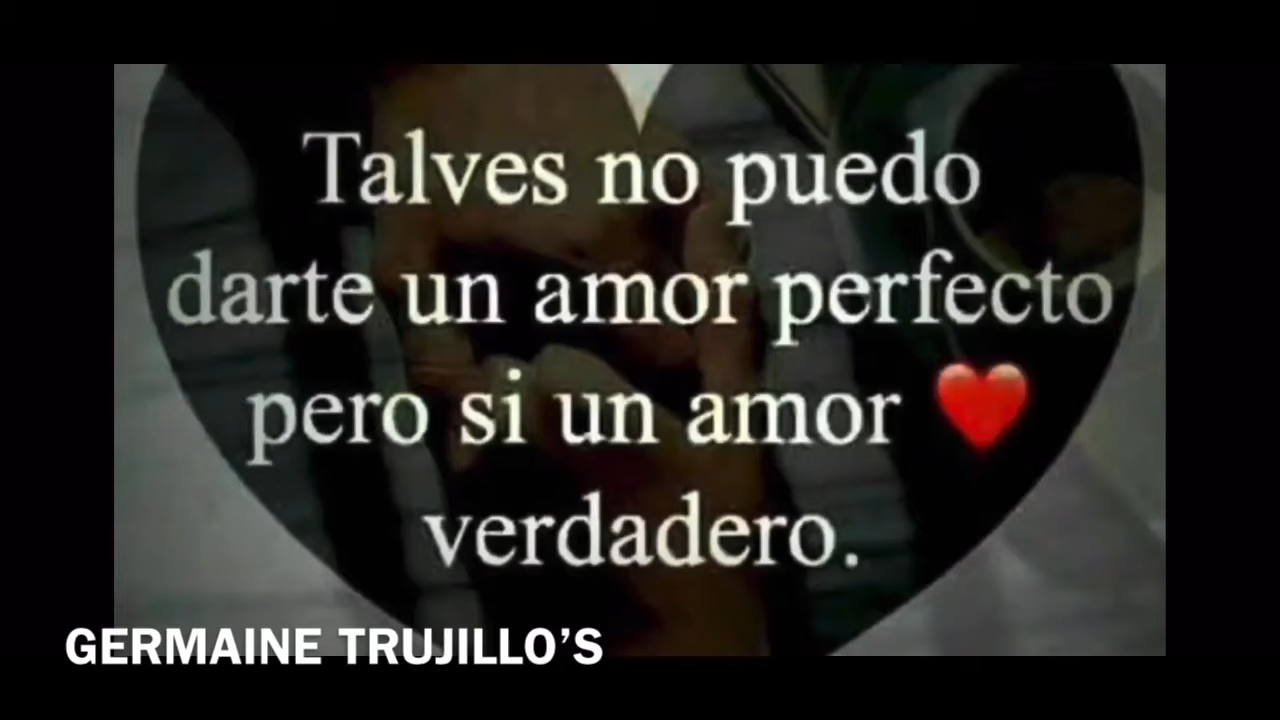 Talves no puedo
darte un amor perfecto
pero si un amor ❤️
verdadero.
GERMAINE TRUJILLO’S